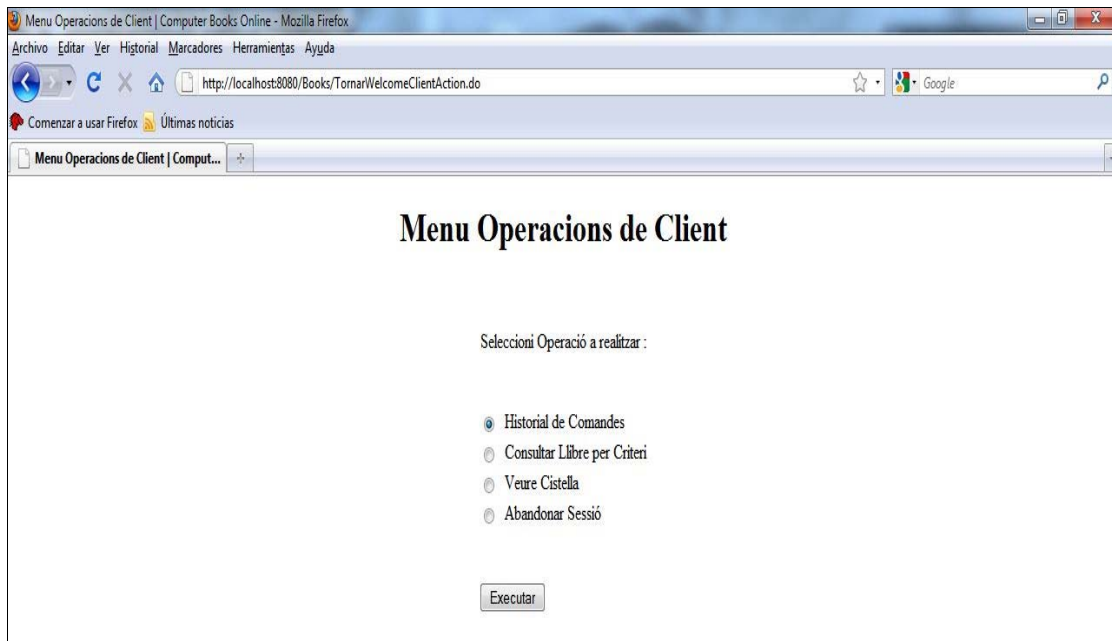 Menu Operacions de Client | Computer Books Online - Mozilla Firefox
Archivo Editar Ver Historial Marcadores Herramientas Ayuda
http://localhost:8080/Books/TornarWelcomeClientAction.do
Google
Comenzar a usar Firefox Últimas noticias
Menu Operacions de Client | Comput...
Menu Operacions de Client
Seleccioni Operació a realitzar :
Historial de Comandes
Consultar Llibre per Criteri
Veure Cistella
Abandonar Sessió
Executar